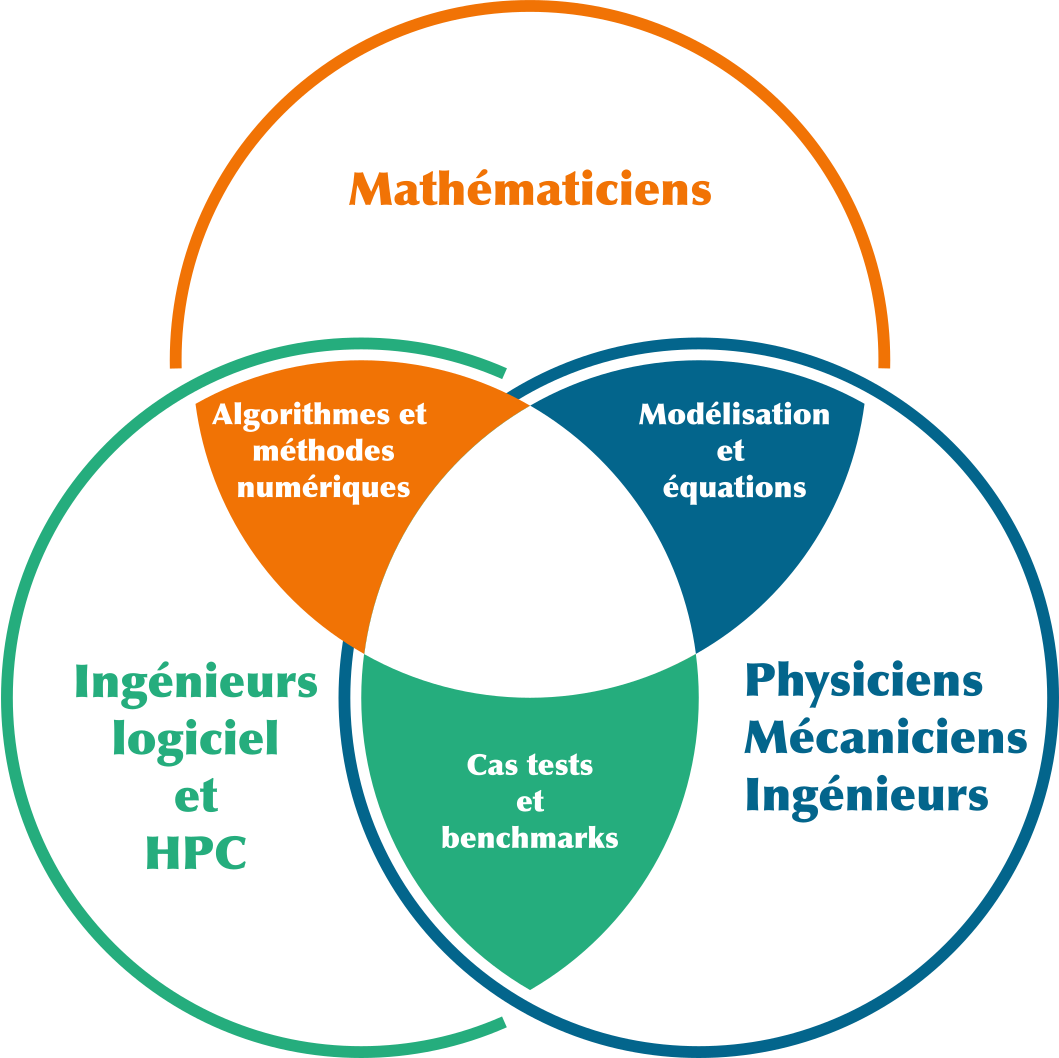 Mathématiciens
Algorithmes et
méthodes
numériques
Modélisation
et
équations
Ingénieurs
logiciel
et
HPC
Physiciens
Mécaniciens
Ingénieurs
Cas tests
et
benchmarks